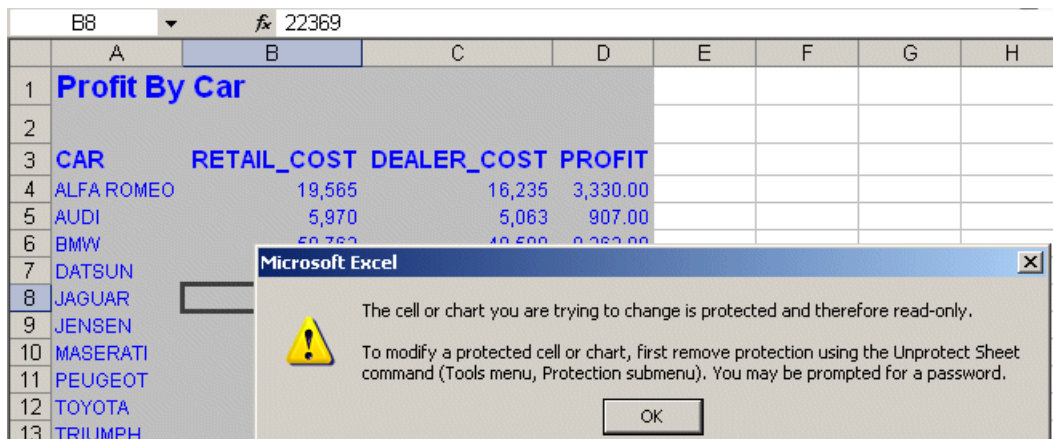 B8 fx 22369
A B C D E F G H
1 Profit By Car
2
3 CAR RETAIL_COST DEALER_COST PROFIT
4 ALFA ROMEO 19,565 16,235 3,330.00
5 AUDI 5,970 5,063 907.00
6 BMW
7 DATSUN
8 JAGUAR
9 JENSEN
10 MASERATI
11 PEUGEOT
12 TOYOTA
13 TRIUMPH
Microsoft Excel
The cell or chart you are trying to change is protected and therefore read-only.
To modify a protected cell or chart, first remove protection using the Unprotect Sheet
command (Tools menu, Protection submenu). You may be prompted for a password.
OK